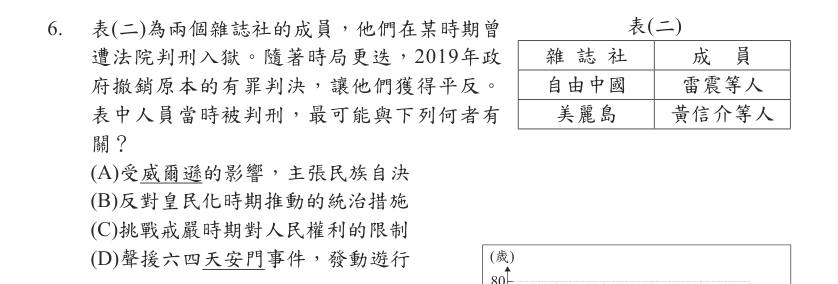 6. 表(二)為兩個雜誌社的成員，他們在某時期曾
遭法院判刑入獄。隨著時局更迭，2019年政
府撤銷原本的有罪判決，讓他們獲得平反。
表中人員當時被判刑，最可能與下列何者有
關？
(A)受威爾遜的影響，主張民族自決
(B)反對皇民化時期推動的統治措施
(C)挑戰戒嚴時期對人民權利的限制
(D)聲援六四天安門事件，發動遊行
表(二)
雜誌社 成員
自由中國 雷震等人
美麗島 黃信介等人
(歲)
80